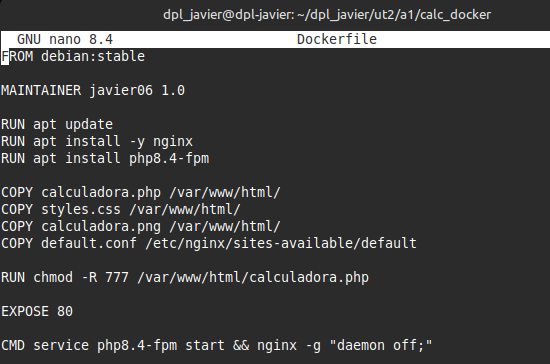 dpl_javier@dpl-javier: ~/dpl_javier/ut2/a1/calc_docker
GNU nano 8.4 Dockerfile
FROM debian:stable
MAINTAINER javier06 1.0
RUN apt update
RUN apt install -y nginx
RUN apt install php8.4-fpm
COPY calculadora.php /var/www/html/
COPY styles.css /var/www/html/
COPY calculadora.png /var/www/html/
COPY default.conf /etc/nginx/sites-available/default
RUN chmod -R 777 /var/www/html/calculadora.php
EXPOSE 80
CMD service php8.4-fpm start && nginx -g "daemon off;"